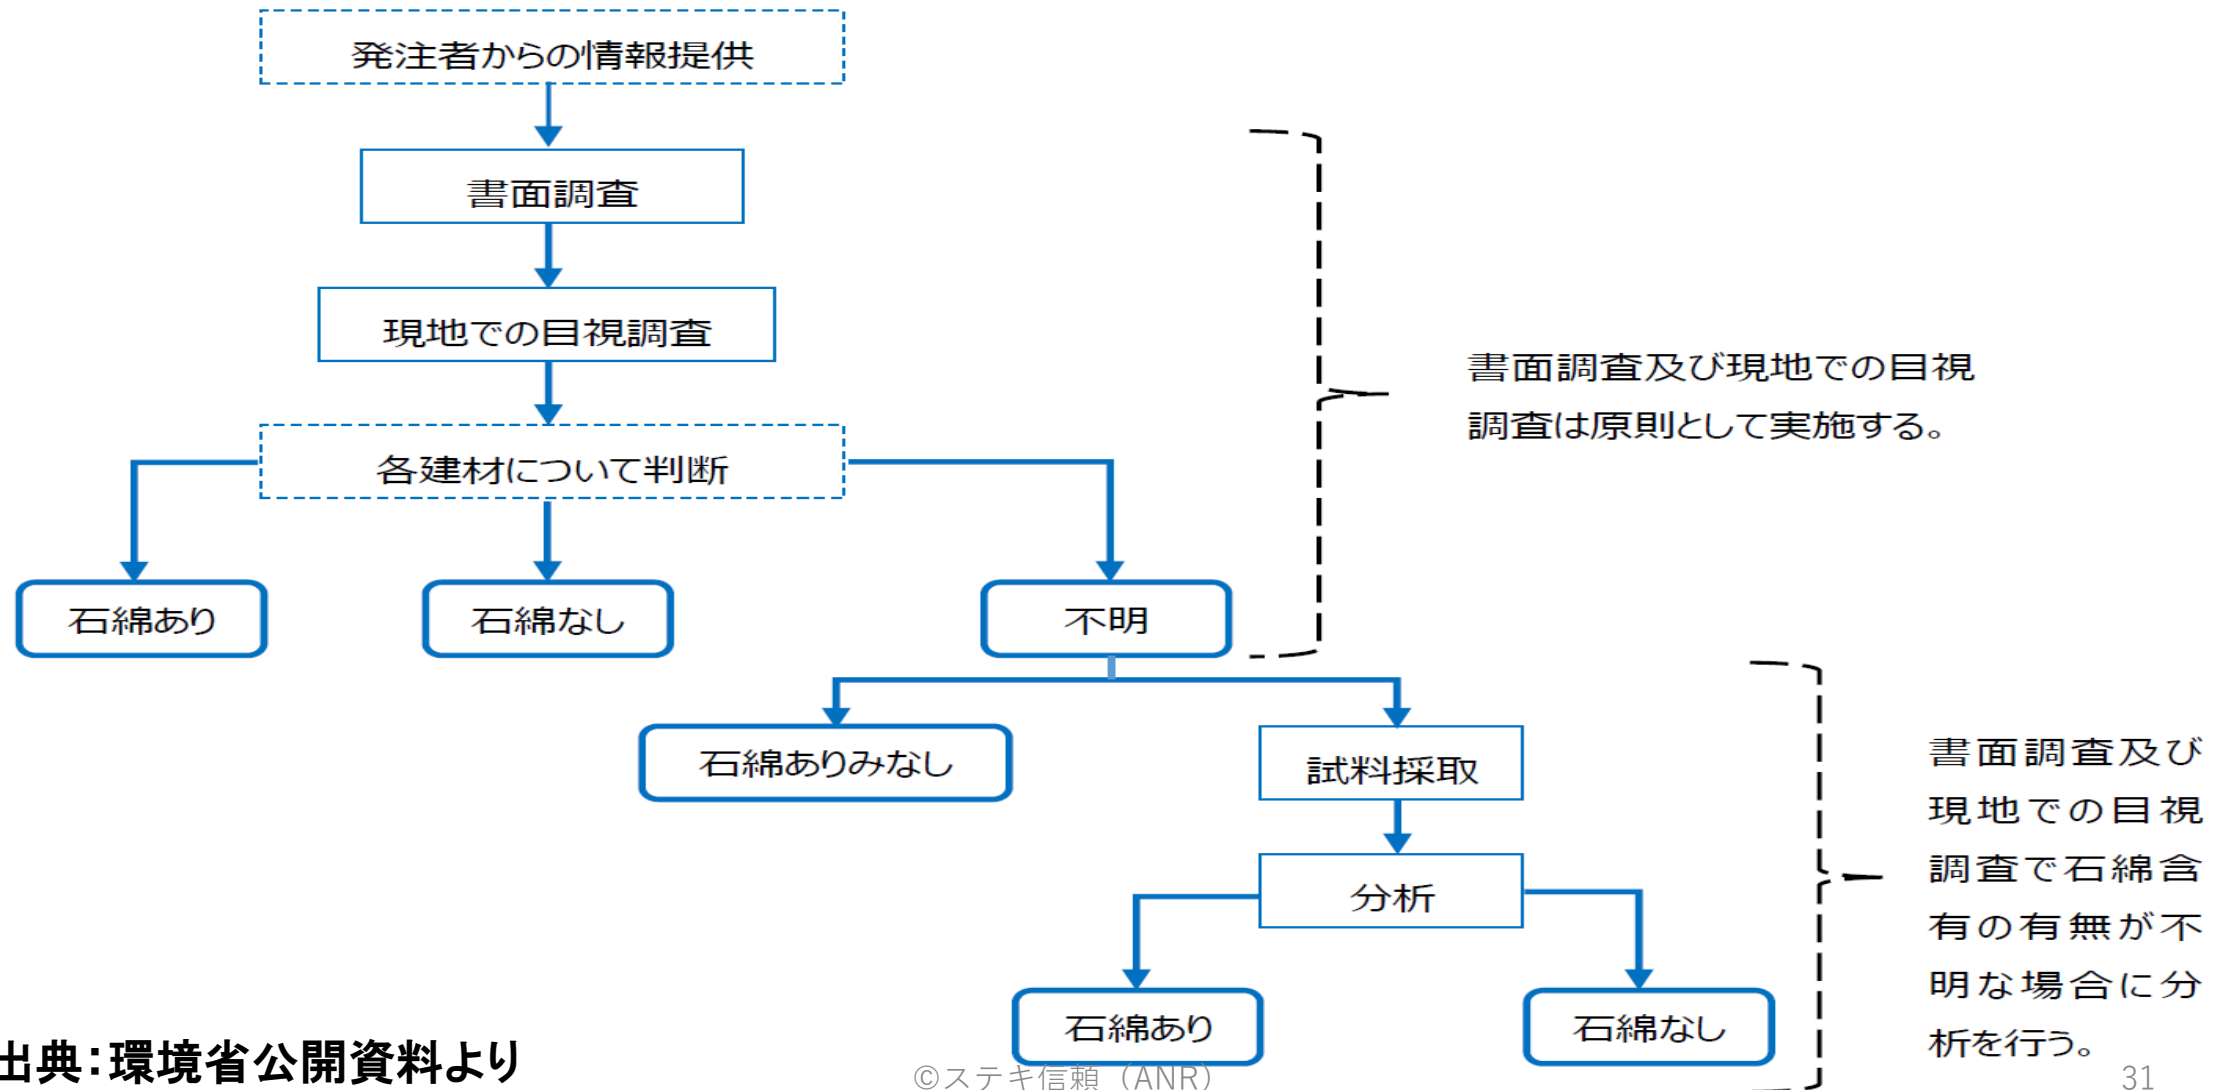 発注者からの情報提供
書面調査
現地での目視調査
書面調査及び現地での目視
調査は原則として実施する。
各建材について判断
石綿あり
石綿なし
不明
石綿ありみなし
試料採取
分析
石綿あり
石綿なし
書面調査及び
現地での目視
調査で石綿含
有の有無が不
明な場合に分
析を行う。
出典：環境省公開資料より
©ステキ信頼（ANR）
31